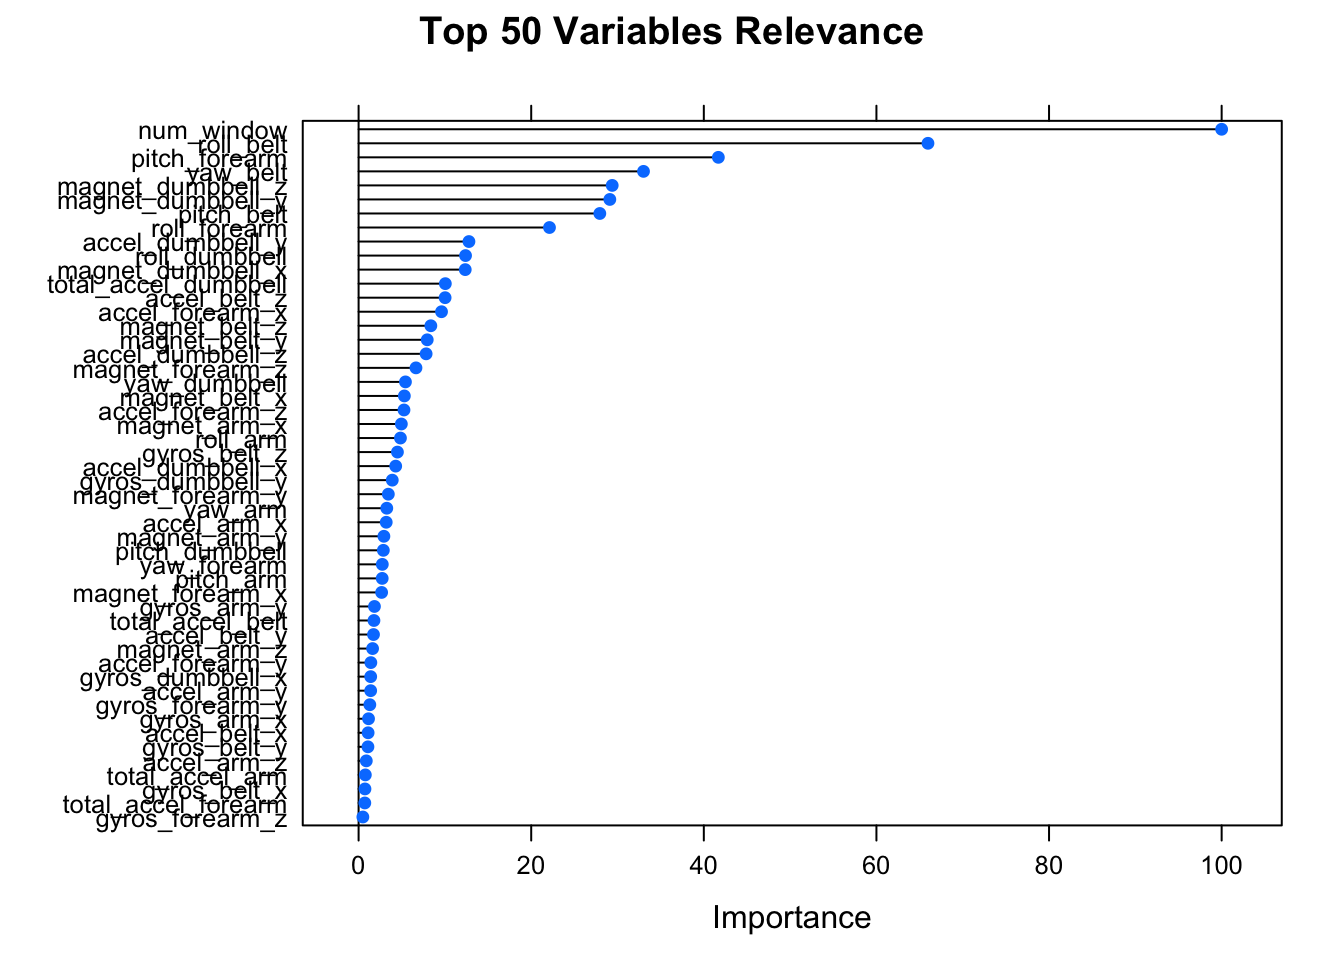 Top 50 Variables Relevance
num_window
roll_belt
pitch_forearm
yaw_belt
magnet_dumbbell_z
magnet_dumbbell_y
pitch_belt
roll_forearm
accel_dumbbell_y
roll_dumbbell
magnet_dumbbell_x
total_accel_dumbbell
accel_belt_z
accel_forearm_x
magnet_belt_z
magnet_belt_y
accel_dumbbell_z
magnet_forearm_z
yaw_dumbbell
magnet_belt_x
accel_forearm_z
magnet_arm_x
roll_arm
gyros_belt_z
accel_dumbbell_x
gyros_dumbbell_y
magnet_forearm_y
yaw_arm
accel_arm_x
magnet_arm_y
pitch_dumbbell
yaw_forearm
pitch_arm
magnet_forearm_x
gyros_arm_y
total_accel_belt
accel_belt_y
magnet_arm_z
accel_forearm_y
gyros_dumbbell_x
accel_arm_y
gyros_forearm_y
gyros_arm_x
accel_belt_x
gyros_belt_y
accel_arm_z
total_accel_arm
gyros_belt_x
total_accel_forearm
gyros_forearm_z
0 20 40 60 80 100
Importance